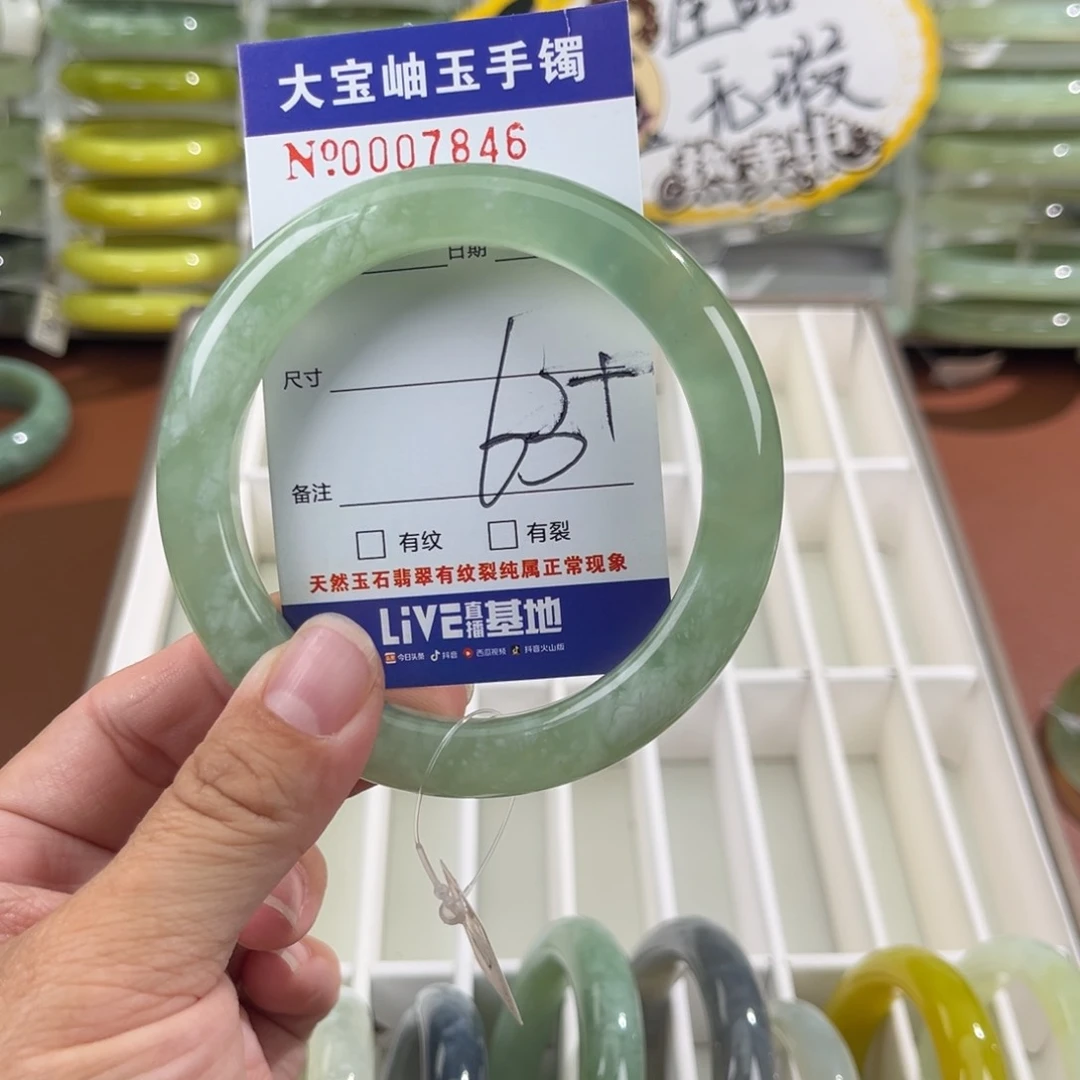 大宝岫玉手镯
№0007846
无瑕
日期
尺寸
备注
有纹 有裂
天然玉石翡翠有纹裂纯属正常现象
LiVE直播基地
今日头条 抖音 西瓜视频 抖音火山版